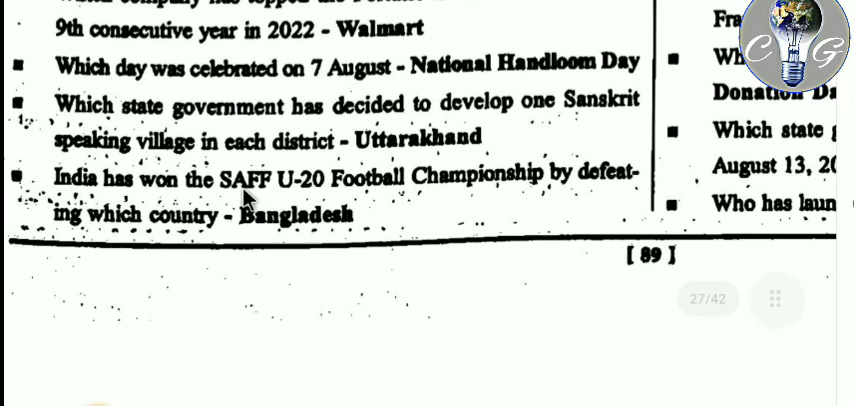 9th consecutive year in 2022 - Walmart
■ Which day was celebrated on 7 August - National Handloom Day
■ Which state government has decided to develop one Sanskrit
speaking village in each district - Uttarakhand
■ India has won the SAFF U-20 Football Championship by defeat-
ing which country - Bangladesh
Fra
■ Wh
Donation Da
■ Which state
August 13, 20
■ Who has laun
[ 89 ]
27/42
C G